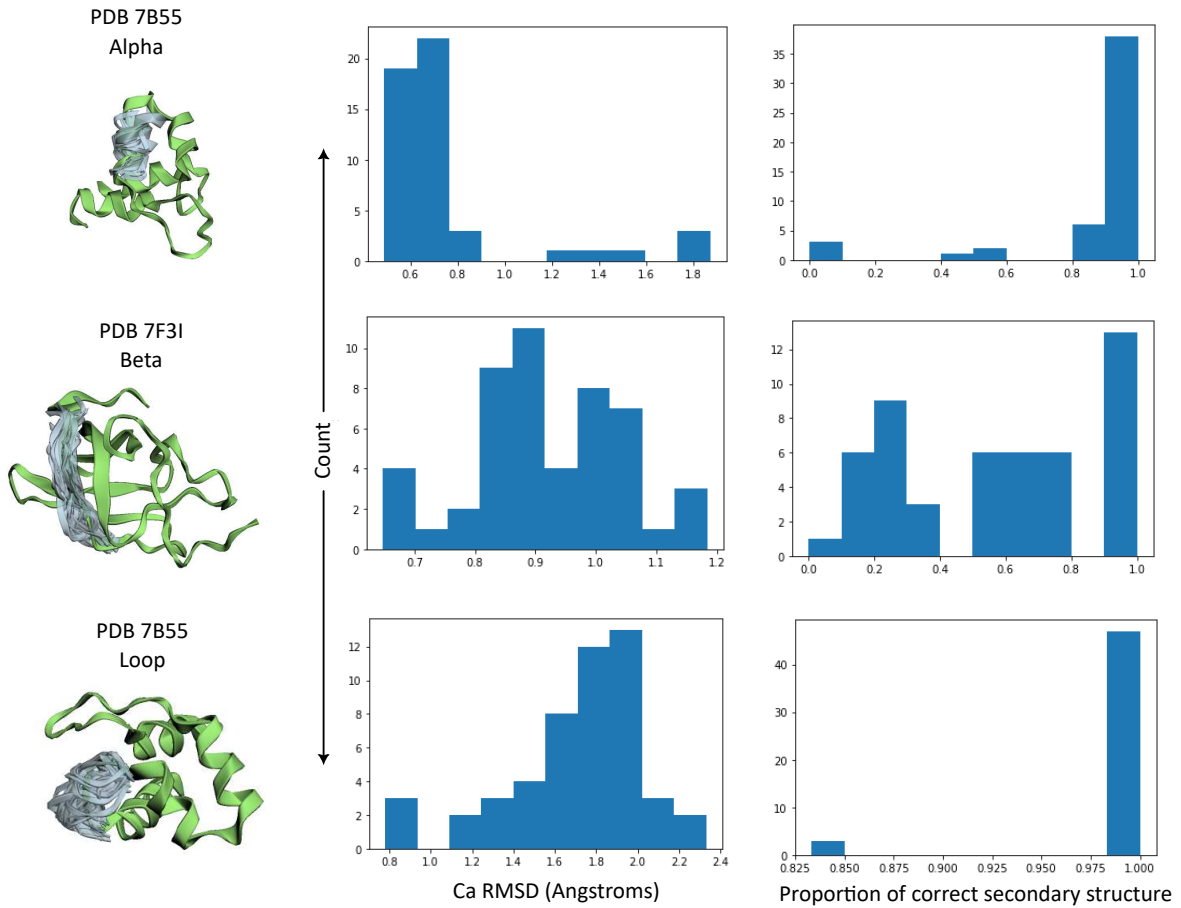 PDB 7B55
Alpha
20
15
10
5
0
0.6 0.8 1.0 1.2 1.4 1.6 1.8
35
30
25
20
15
10
5
0
0.0 0.2 0.4 0.6 0.8 1.0
PDB 7F3I
Beta
Count
10
8
6
4
2
0
0.7 0.8 0.9 1.0 1.1 1.2
12
10
8
6
4
2
0
0.0 0.2 0.4 0.6 0.8 1.0
PDB 7B55
Loop
12
10
8
6
4
2
0
0.8 1.0 1.2 1.4 1.6 1.8 2.0 2.2 2.4
40
30
20
10
0
0.825 0.850 0.875 0.900 0.925 0.950 0.975 1.000
Ca RMSD (Angstroms)
Proportion of correct secondary structure